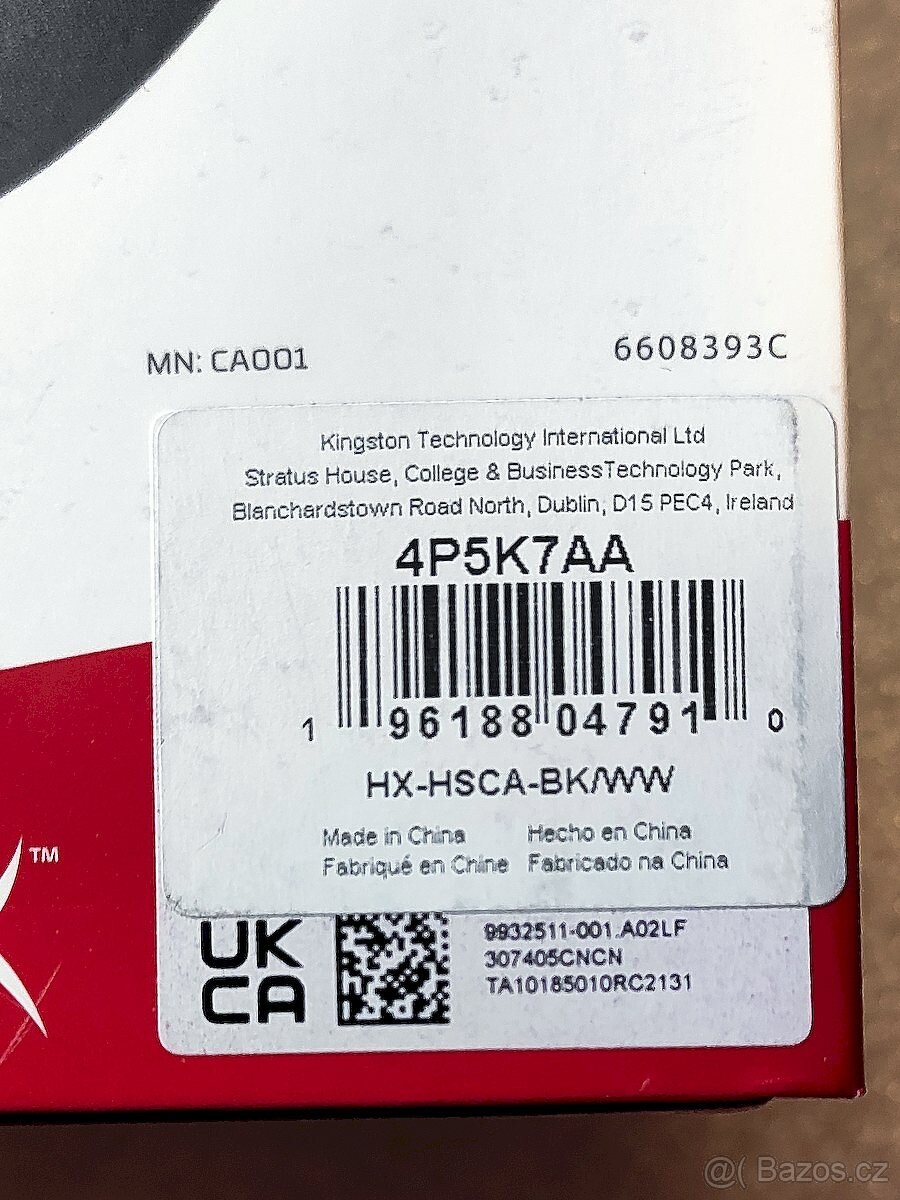 MN: CA001
6608393C
Kingston Technology International Ltd
Stratus House, College & BusinessTechnology Park,
Blanchardstown Road North, Dublin, D15 PEC4, Ireland
4P5K7AA
1 96188 04791 0
HX-HSCA-BK/WW
Made in China Hecho en China
Fabriqué en Chine Fabricado na China
TM
UK
CA
9932511-001.A02LF
307405CNCN
TA10185010RC2131
@( Bazos.cz